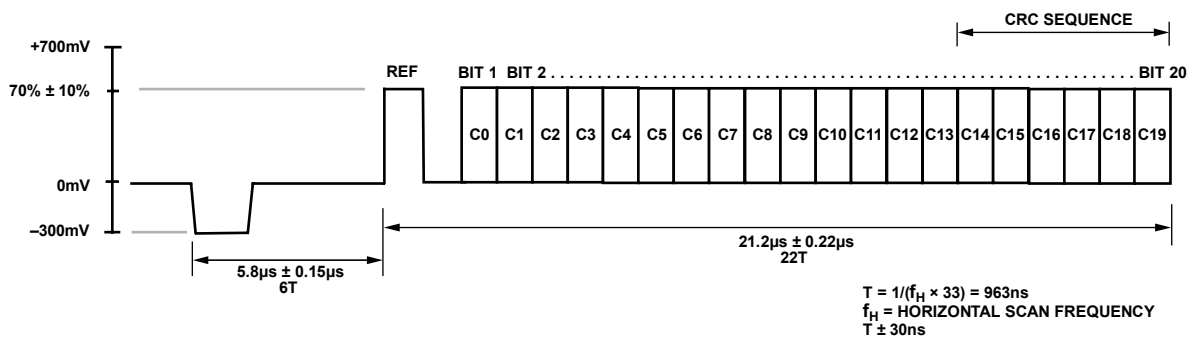 CRC SEQUENCE
+700mV
REF
BIT 1 BIT 2 . . . . . . . . . . . . . . . . . . . . . . . . . . . . . . . . . . . . . . . . . . . . . . . . . . . . . . . . . . . . . . . . . . . . . . BIT 20
70% ± 10%
C0 C1 C2 C3 C4 C5 C6 C7 C8 C9 C10 C11 C12 C13 C14 C15 C16 C17 C18 C19
0mV
–300mV
21.2µs ± 0.22µs
22T
5.8µs ± 0.15µs
6T
T = 1/(fH × 33) = 963ns
fH = HORIZONTAL SCAN FREQUENCY
T ± 30ns